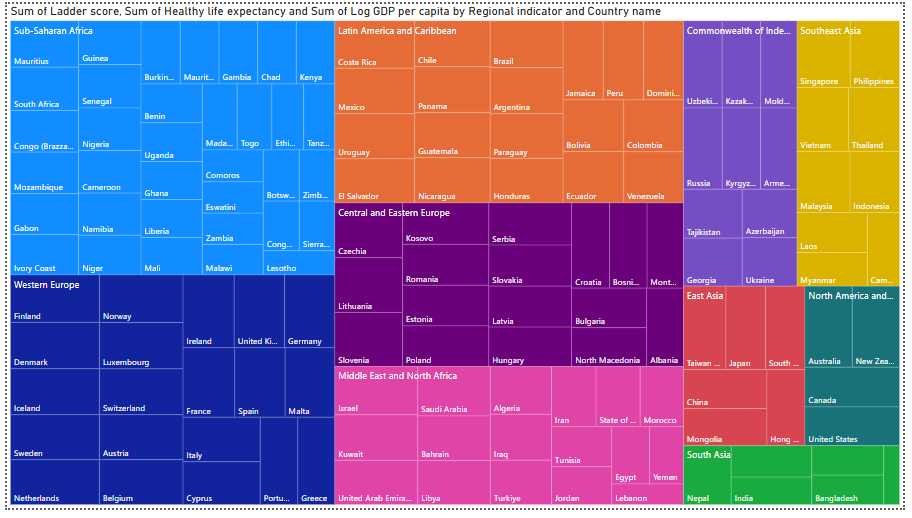 Sum of Ladder score, Sum of Healthy life expectancy and Sum of Log GDP per capita by Regional indicator and Country name
Sub-Saharan Africa
Mauritius
South Africa
Congo (Brazza...
Mozambique
Gabon
Ivory Coast
Guinea
Senegal
Nigeria
Cameroon
Namibia
Niger
Burkin...
Maurit...
Gambia
Chad
Kenya
Benin
Uganda
Ghana
Liberia
Mali
Mada...
Togo
Ethi...
Tanz...
Comoros
Eswatini
Zambia
Malawi
Botsw...
Zimb...
Cong...
Sierra...
Lesotho
Western Europe
Finland
Denmark
Iceland
Sweden
Netherlands
Norway
Luxembourg
Switzerland
Austria
Belgium
Ireland
United Ki...
Germany
France
Spain
Malta
Italy
Cyprus
Portu...
Greece
Latin America and Caribbean
Costa Rica
Mexico
Uruguay
El Salvador
Chile
Panama
Guatemala
Nicaragua
Brazil
Argentina
Paraguay
Honduras
Jamaica
Peru
Domini...
Bolivia
Colombia
Ecuador
Venezuela
Central and Eastern Europe
Czechia
Lithuania
Slovenia
Kosovo
Romania
Estonia
Poland
Serbia
Slovakia
Latvia
Hungary
Croatia
Bosni...
Mont...
Bulgaria
North Macedonia
Albania
Middle East and North Africa
Israel
Kuwait
United Arab Emira...
Saudi Arabia
Bahrain
Libya
Algeria
Iraq
Turkiye
Iran
State of ...
Morocco
Tunisia
Jordan
Egypt
Yemen
Lebanon
Commonwealth of Inde...
Uzbeki...
Kazak...
Mold...
Russia
Kyrgyz...
Arme...
Tajikistan
Azerbaijan
Georgia
Ukraine
Southeast Asia
Singapore
Philippines
Vietnam
Thailand
Malaysia
Indonesia
Laos
Myanmar
Cam...
East Asia
Taiwan ...
Japan
South ...
China
Mongolia
Hong ...
North America and...
Australia
New Zea...
Canada
United States
South Asia
Nepal
India
Bangladesh